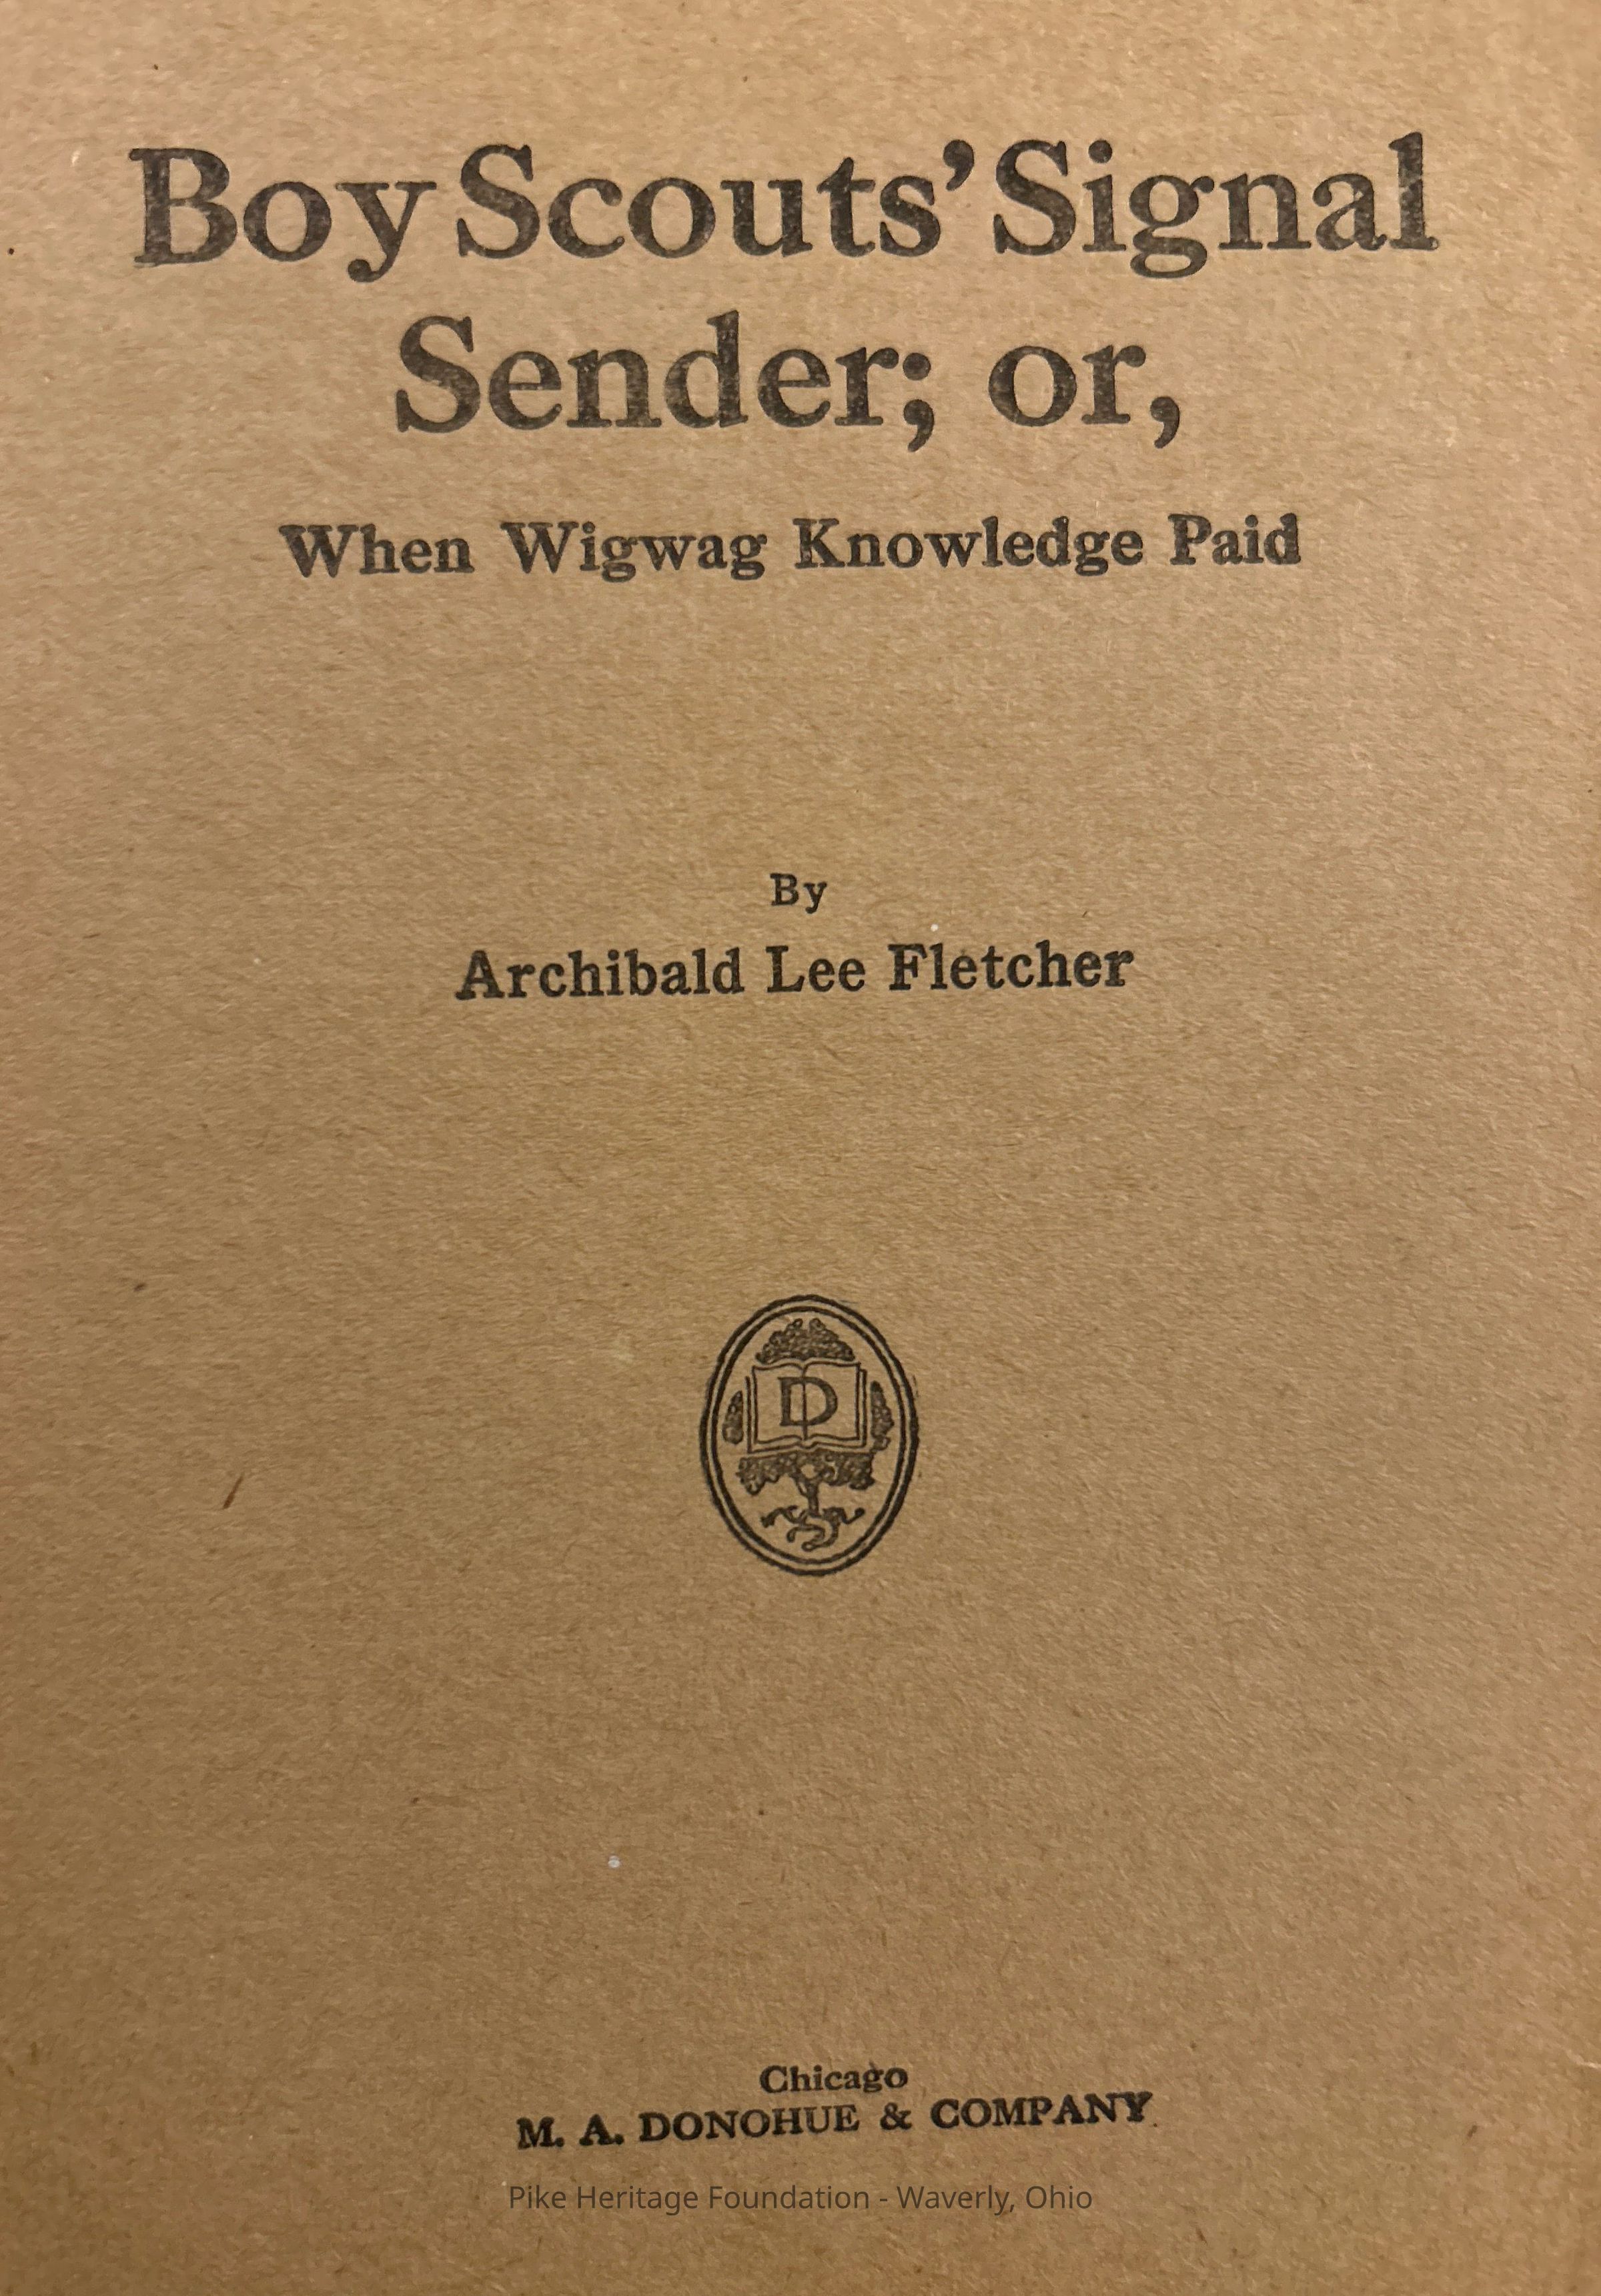 Boy Scouts' Signal
Sender; or,
When Wigwag Knowledge Paid
By
Archibald Lee Fletcher
D
Chicago
M. A. DONOHUE & COMPANY
Pike Heritage Foundation - Waverly, Ohio